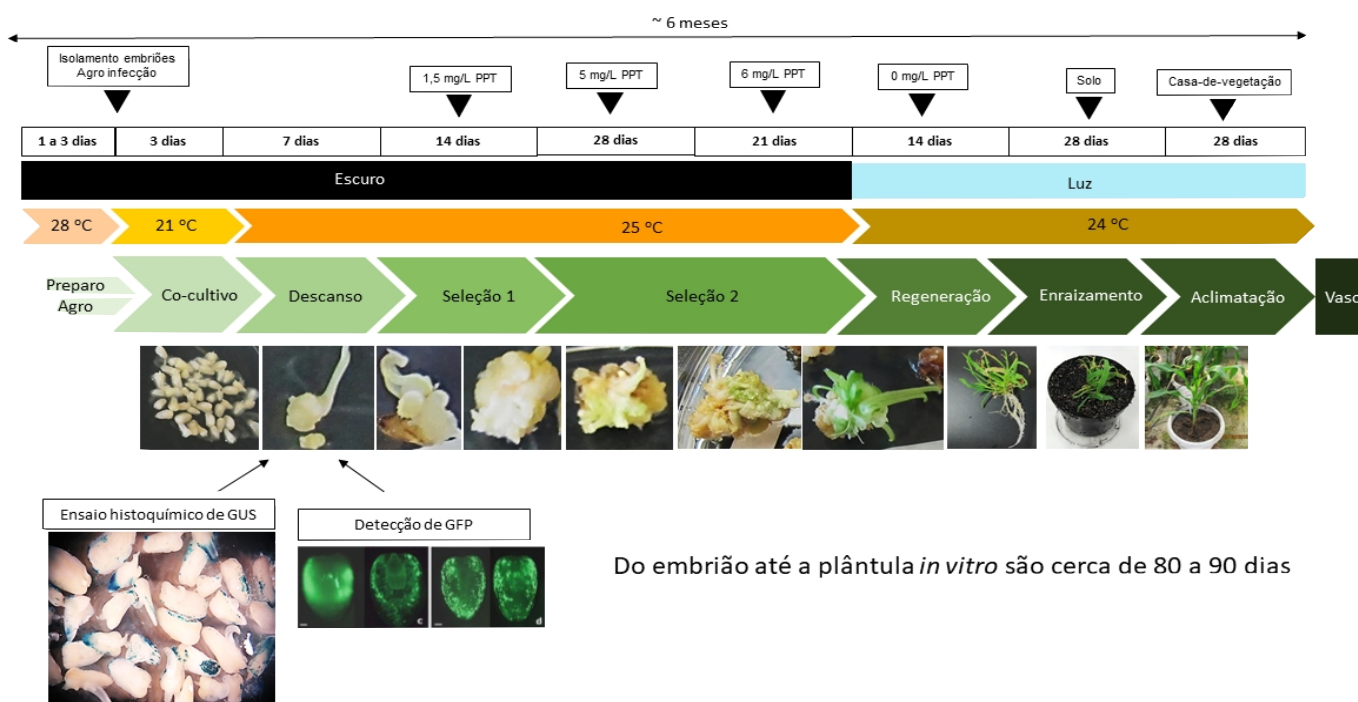 ~ 6 meses
Isolamento embriões
Agro infecção
1,5 mg/L PPT
5 mg/L PPT
6 mg/L PPT
0 mg/L PPT
Solo
Casa-de-vegetação
1 a 3 dias
3 dias
7 dias
14 dias
28 dias
21 dias
14 dias
28 dias
28 dias
Escuro
Luz
28 °C
21 °C
25 °C
24 °C
Preparo
Agro
Co-cultivo
Descanso
Seleção 1
Seleção 2
Regeneração
Enraizamento
Aclimatação
Vaso
Ensaio histoquímico de GUS
Detecção de GFP
c
d
Do embrião até a plântula in vitro são cerca de 80 a 90 dias